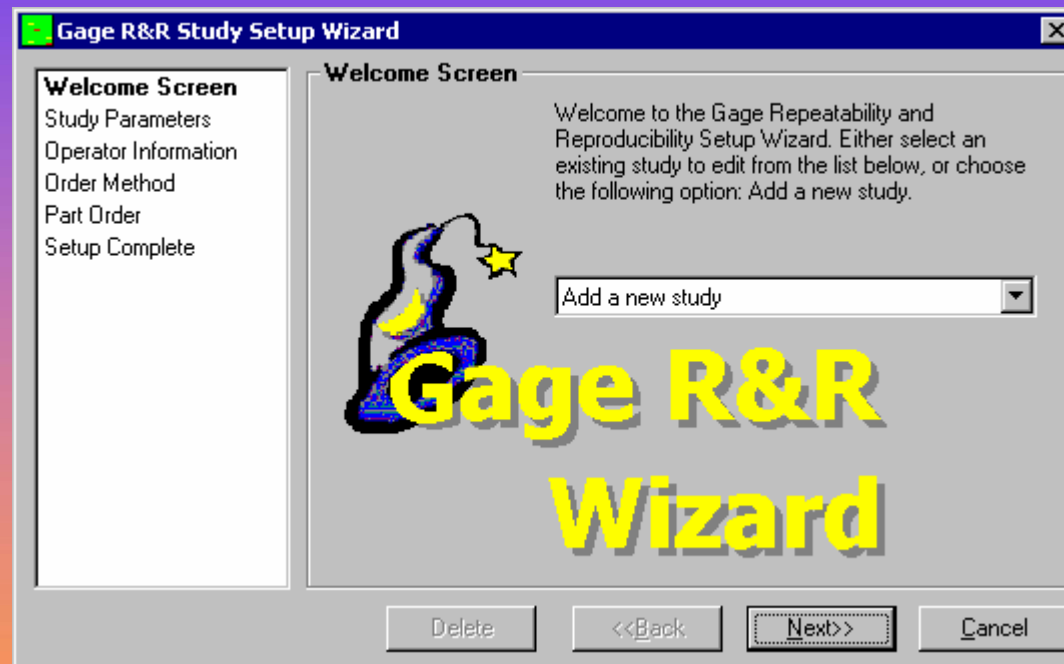 Gage R&R Study Setup Wizard
Welcome Screen
Study Parameters
Operator Information
Order Method
Part Order
Setup Complete
Welcome Screen
Welcome to the Gage Repeatability and
Reproducibility Setup Wizard. Either select an
existing study to edit from the list below, or choose
the following option: Add a new study.
Add a new study
Gage R&R
Wizard
Delete
<<Back
Next>>
Cancel